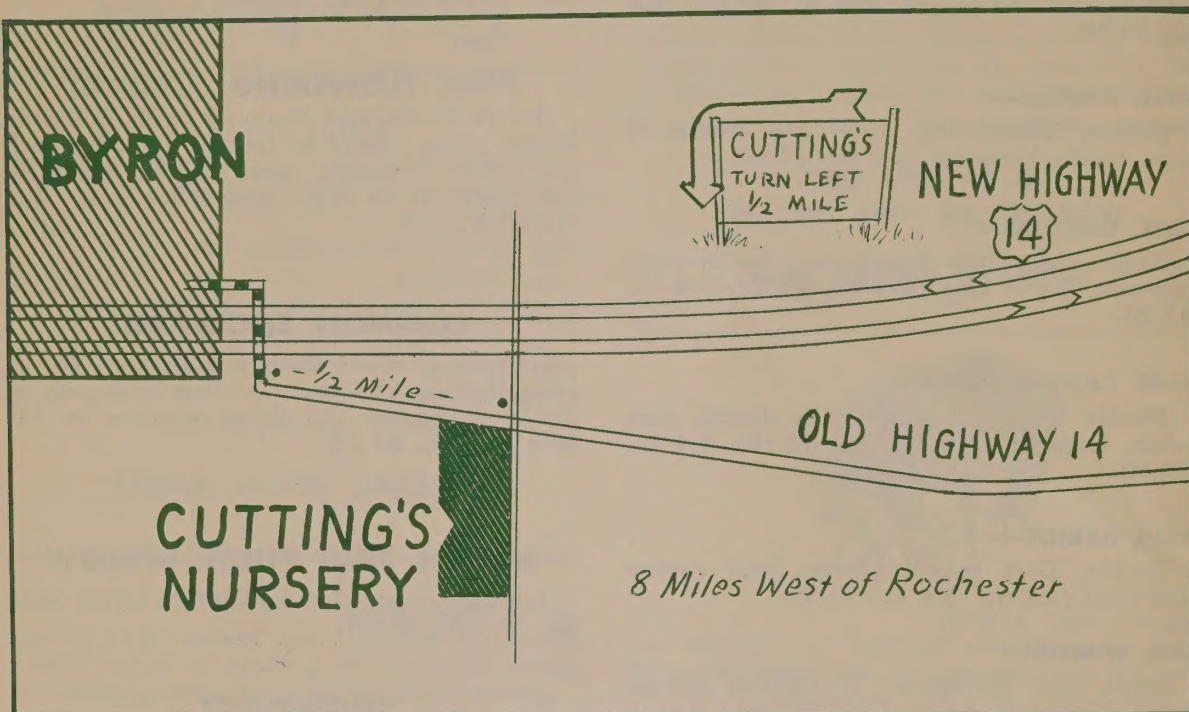 BYRON
CUTTING'S
TURN LEFT
1/2 MILE
NEW HIGHWAY
14
- 1/2 Mile -
OLD HIGHWAY 14
CUTTING'S
NURSERY
8 Miles West of Rochester